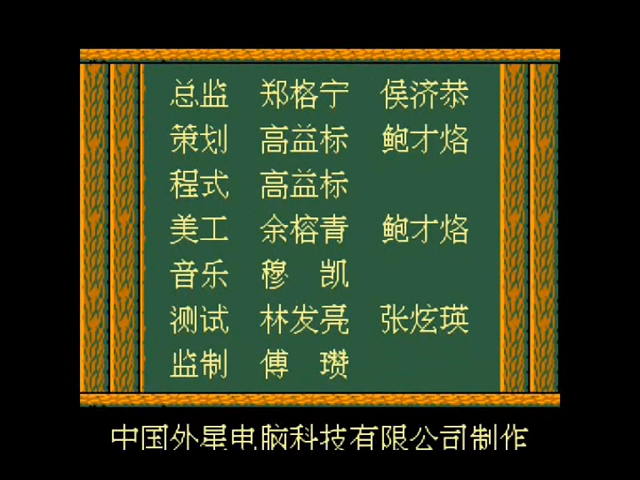 总监 郑格宁 侯济恭
策划 高益标 鲍才烙
程式 高益标
美工 余榕青 鲍才烙
音乐 穆 凯
测试 林发亮 张炫瑛
监制 傅 瓒
中国外星电脑科技有限公司制作